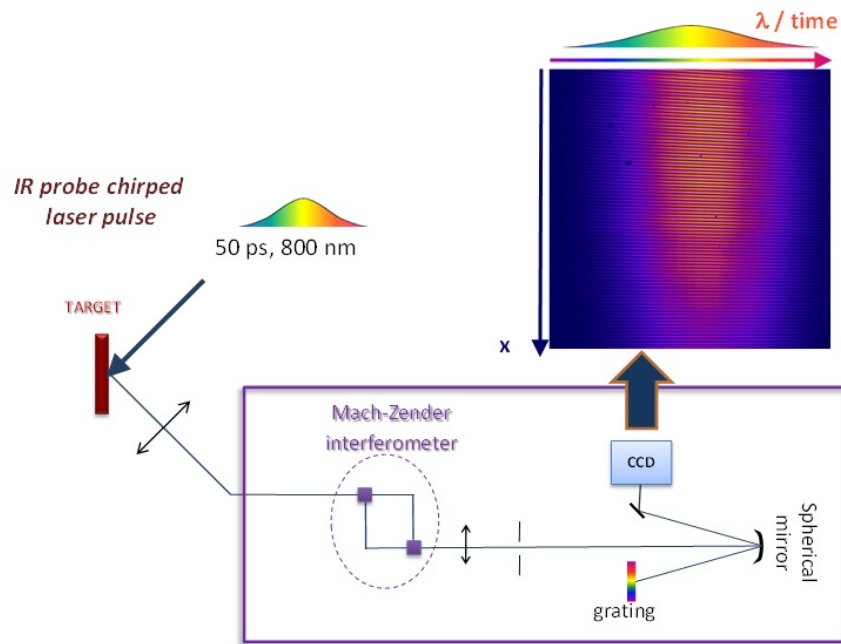 λ / time
IR probe chirped
laser pulse
50 ps, 800 nm
TARGET
x
Mach-Zender
interferometer
CCD
Spherical
mirror
grating